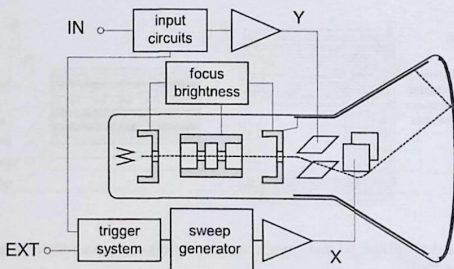 IN
input
circuits
Y
focus
brightness
EXT
trigger
system
sweep
generator
X